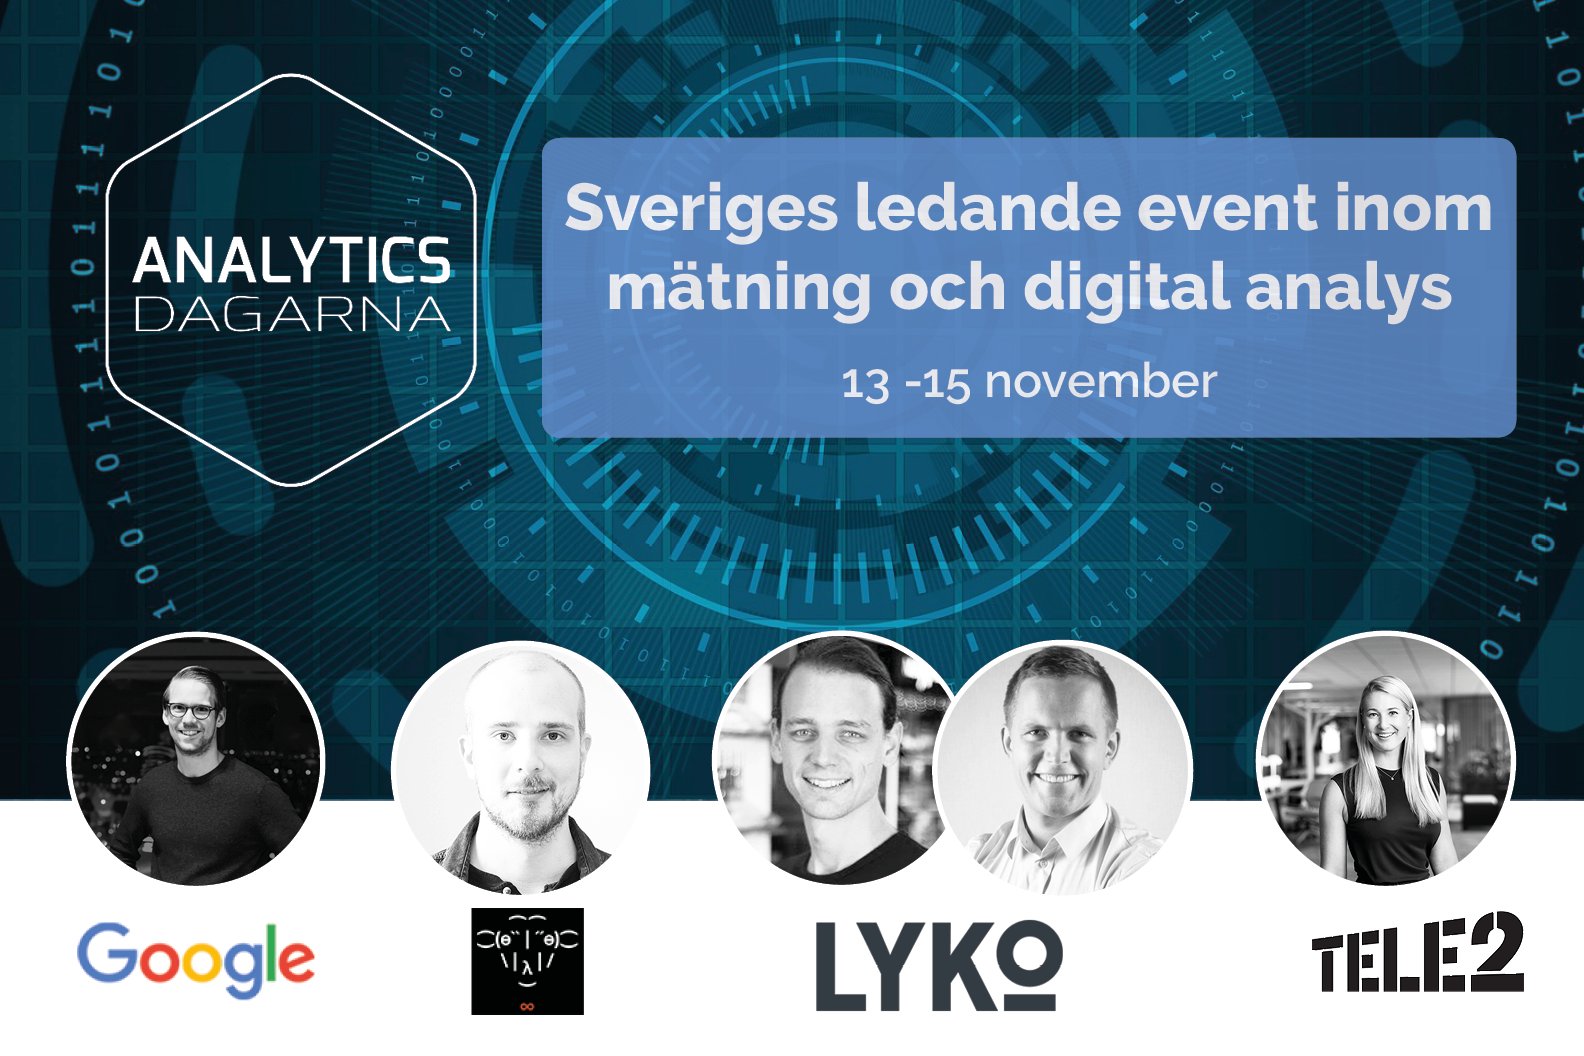 ANALYTICS
DAGARNA
Sveriges ledande event inom
mätning och digital analys
13 -15 november
Google
LYKO
TELE2